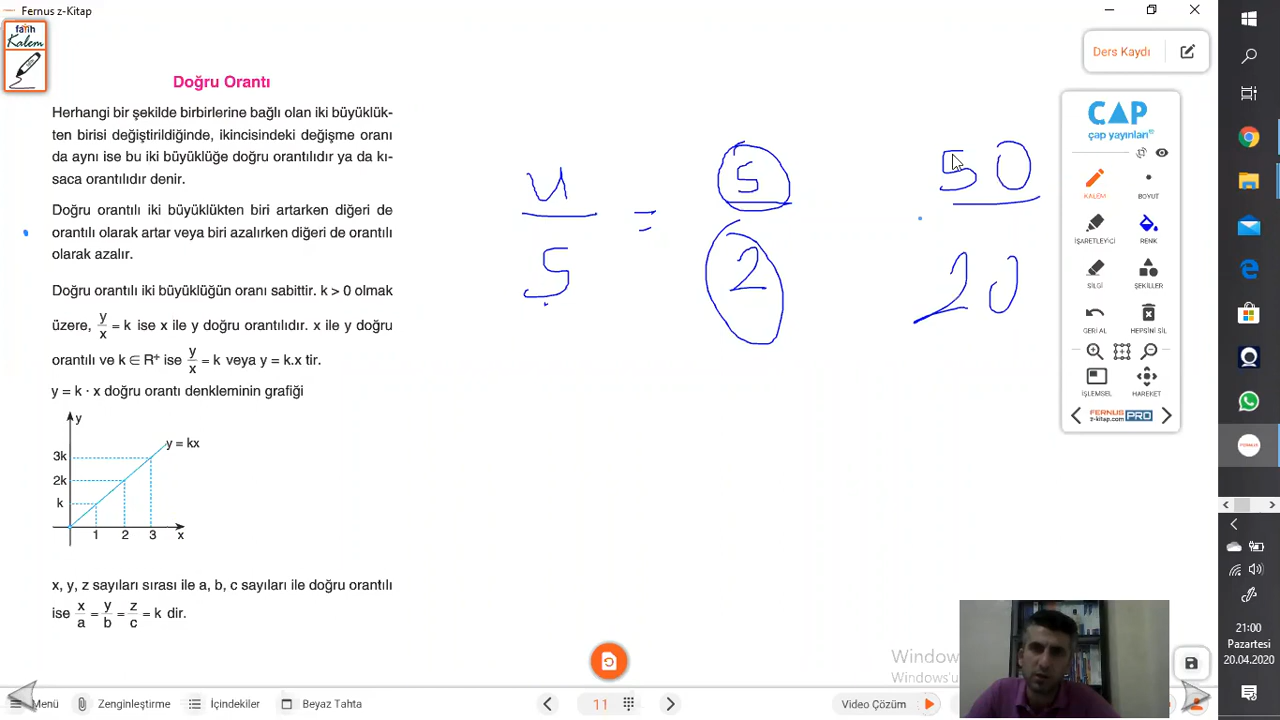 Fernus z-Kitap
fatih
Kalem
Ders Kaydı
Doğru Orantı
Herhangi bir şekilde birbirlerine bağlı olan iki büyüklük-
ten birisi değiştirildiğinde, ikincisindeki değişme oranı
da aynı ise bu iki büyüklüğe doğru orantılıdır ya da kı-
saca orantılıdır denir.
Doğru orantılı iki büyüklükten biri artarken diğeri de
orantılı olarak artar veya biri azalırken diğeri de orantılı
olarak azalır.
Doğru orantılı iki büyüklüğün oranı sabittir. k > 0 olmak
üzere, y/x = k ise x ile y doğru orantılıdır. x ile y doğru
orantılı ve k ∈ R⁺ ise y/x = k veya y = k.x tir.
y = k · x doğru orantı denkleminin grafiği
y
y = kx
3k
2k
k
1 2 3 x
x, y, z sayıları sırası ile a, b, c sayıları ile doğru orantılı
ise x/a = y/b = z/c = k dir.
5 50
= 2 20
5
ÇAP
çap yayınları
KALEM
BOYUT
İŞARETLEYİCİ
RENK
SİLGİ
ŞEKİLLER
GERİ AL
HEPSİNİ SİL
İŞLEMSEL
HAREKET
FERNUS PRO
z-kitap.com
Window
Windows'u
Menü
Zenginleştirme
İçindekiler
Beyaz Tahta
11
Video Çözüm
21:00
Pazartesi
20.04.2020